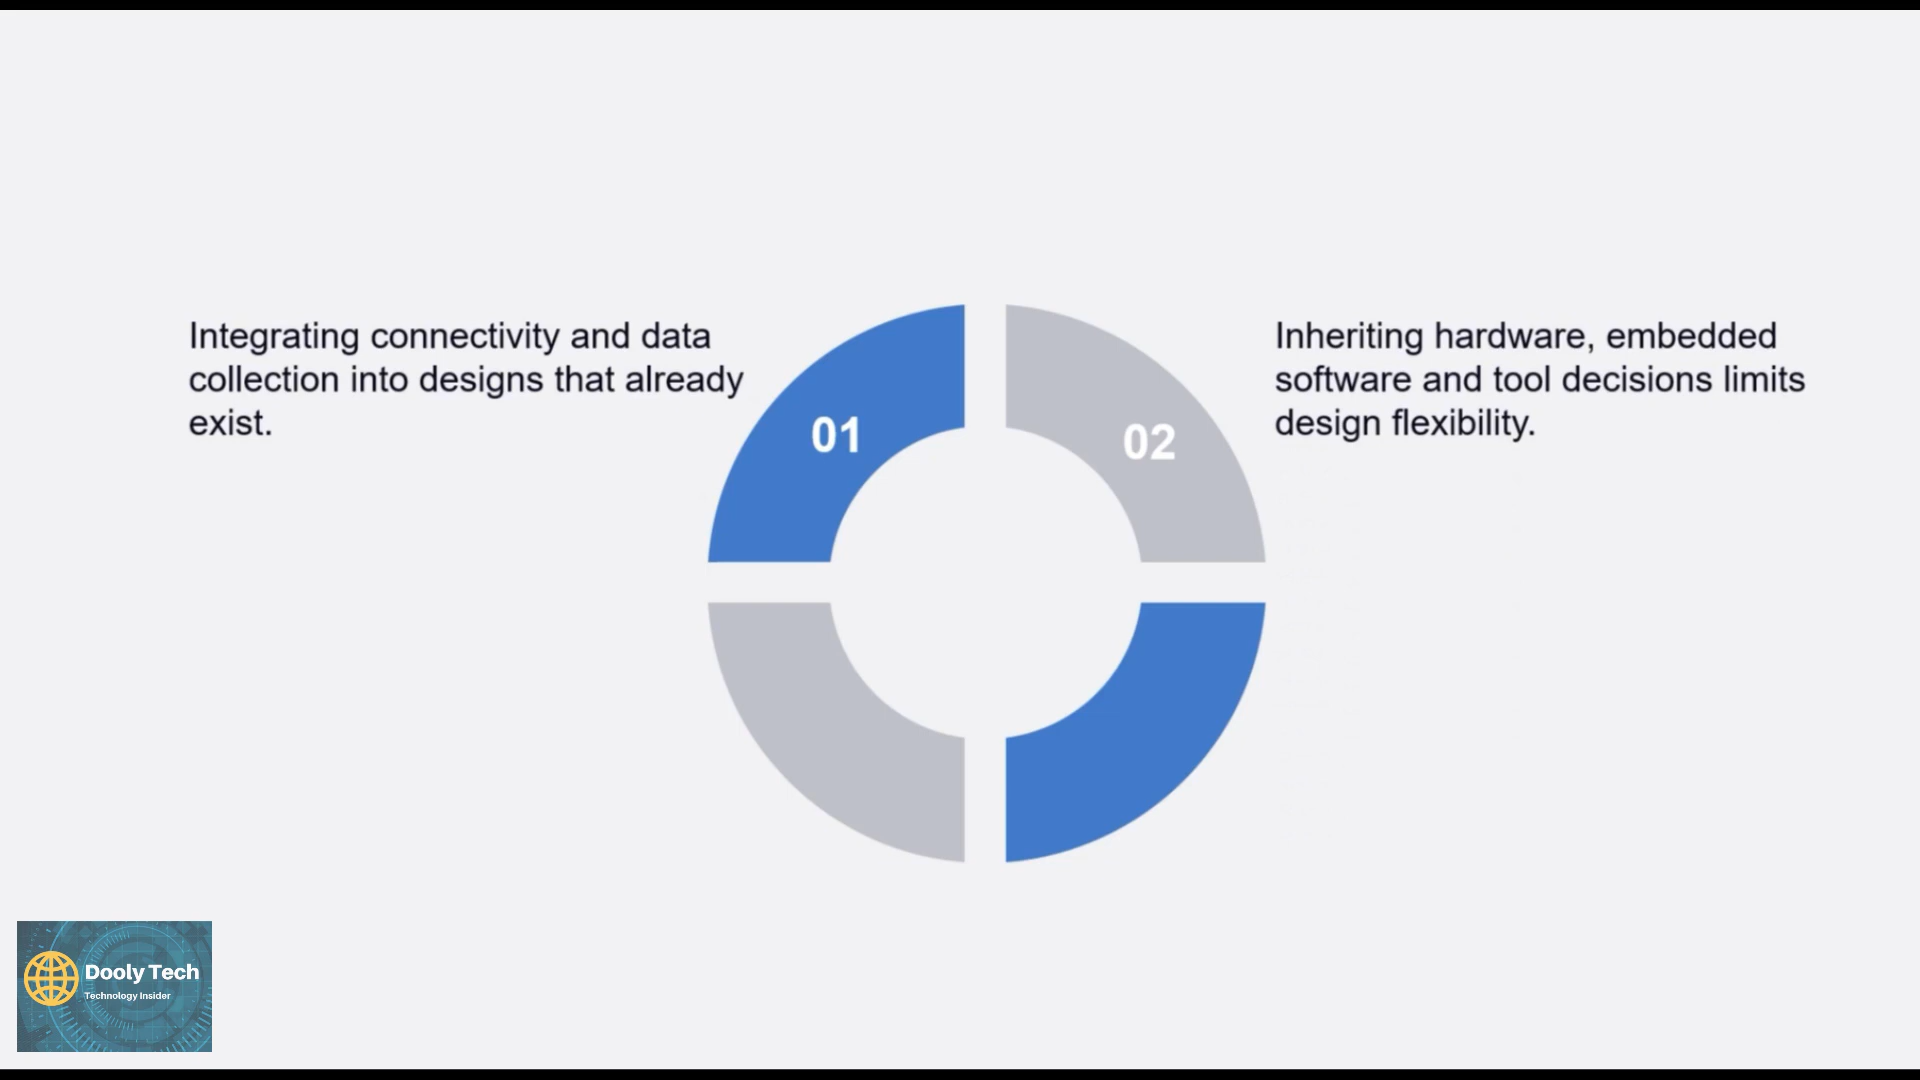 Integrating connectivity and data
collection into designs that already
exist.
01
02
Inheriting hardware, embedded
software and tool decisions limits
design flexibility.
Dooly Tech
Technology Insider